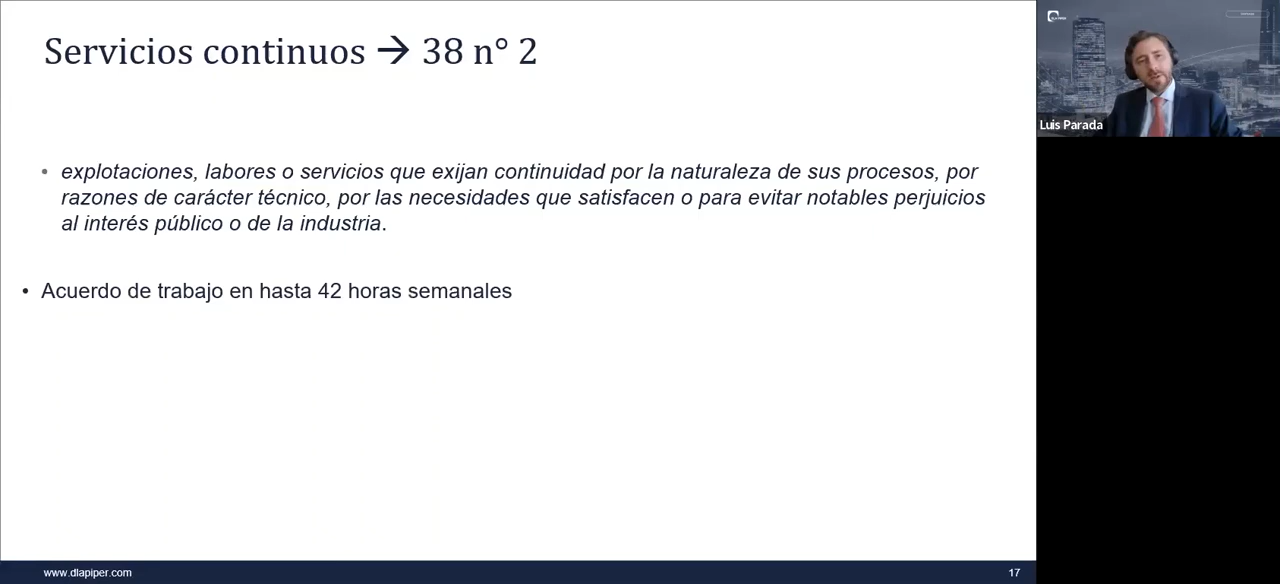 Servicios continuos → 38 n° 2
• explotaciones, labores o servicios que exijan continuidad por la naturaleza de sus procesos, por
razones de carácter técnico, por las necesidades que satisfacen o para evitar notables perjuicios
al interés público o de la industria.
• Acuerdo de trabajo en hasta 42 horas semanales
www.dlapiper.com
17
DLA PIPER
Luis Parada